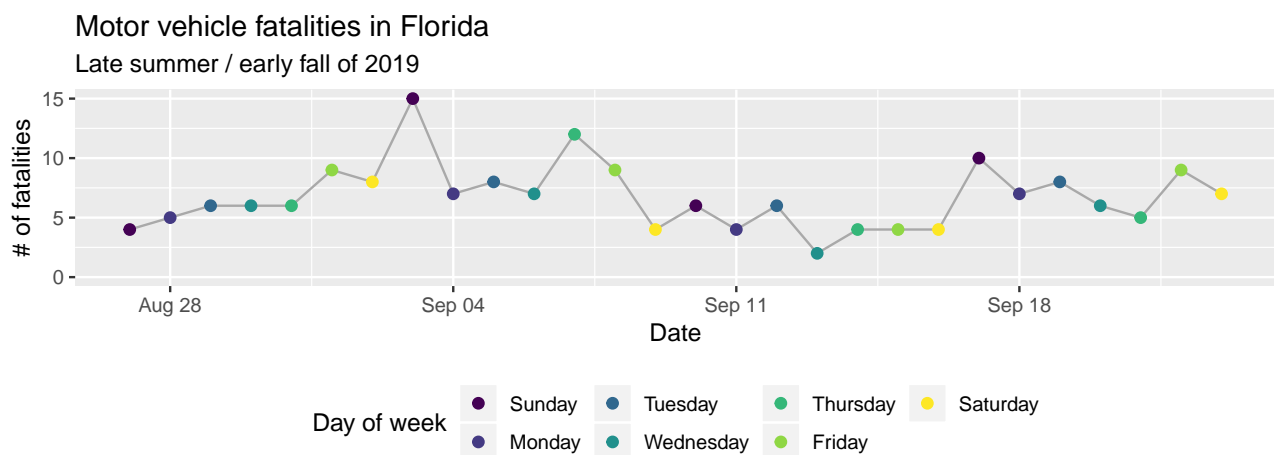 Motor vehicle fatalities in Florida
Late summer / early fall of 2019
# of fatalities
15
10
5
0
Aug 28
Sep 04
Sep 11
Sep 18
Date
Day of week
Sunday
Tuesday
Thursday
Saturday
Monday
Wednesday
Friday